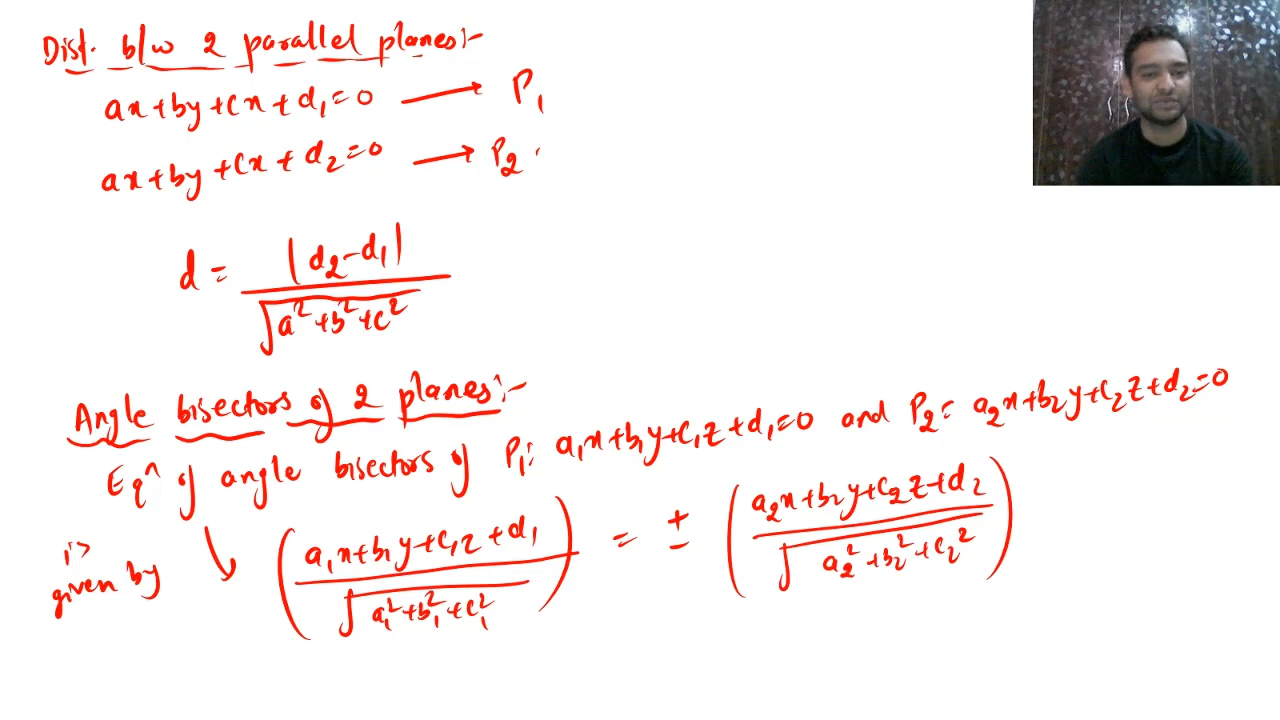 Dist. b/w 2 parallel planes:-
ax+by+cx+d₁=0 → P₁
ax+by+cx+d₂=0 → P₂
d = |d₂-d₁| / √(a²+b²+c²)
Angle bisectors of 2 planes:-
Eqⁿ of angle bisectors of P₁: a₁x+b₁y+c₁z+d₁=0 and P₂: a₂x+b₂y+c₂z+d₂=0
is given by ↘ ((a₁x+b₁y+c₁z+d₁) / √(a₁²+b₁²+c₁²)) = ± ((a₂x+b₂y+c₂z+d₂) / √(a₂²+b₂²+c₂²))